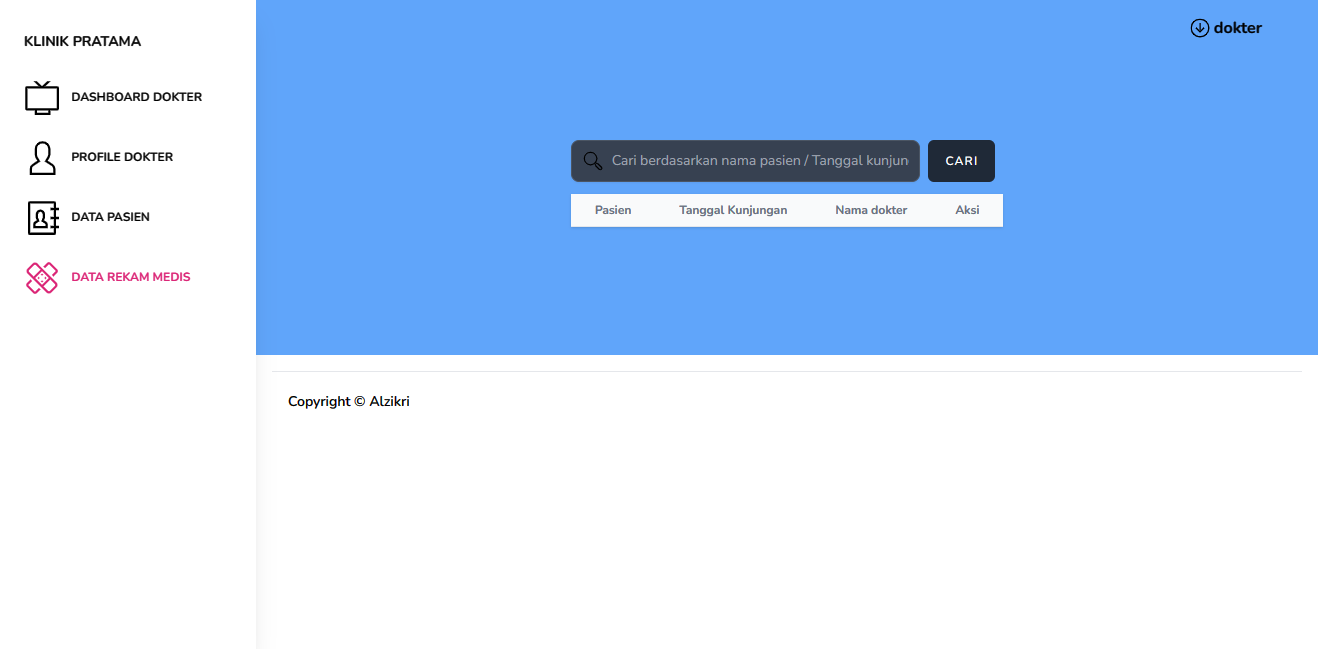 KLINIK PRATAMA
DASHBOARD DOKTER
PROFILE DOKTER
DATA PASIEN
DATA REKAM MEDIS
dokter
Cari berdasarkan nama pasien / Tanggal kunjun
CARI
Pasien Tanggal Kunjungan Nama dokter Aksi
Copyright © Alzikri